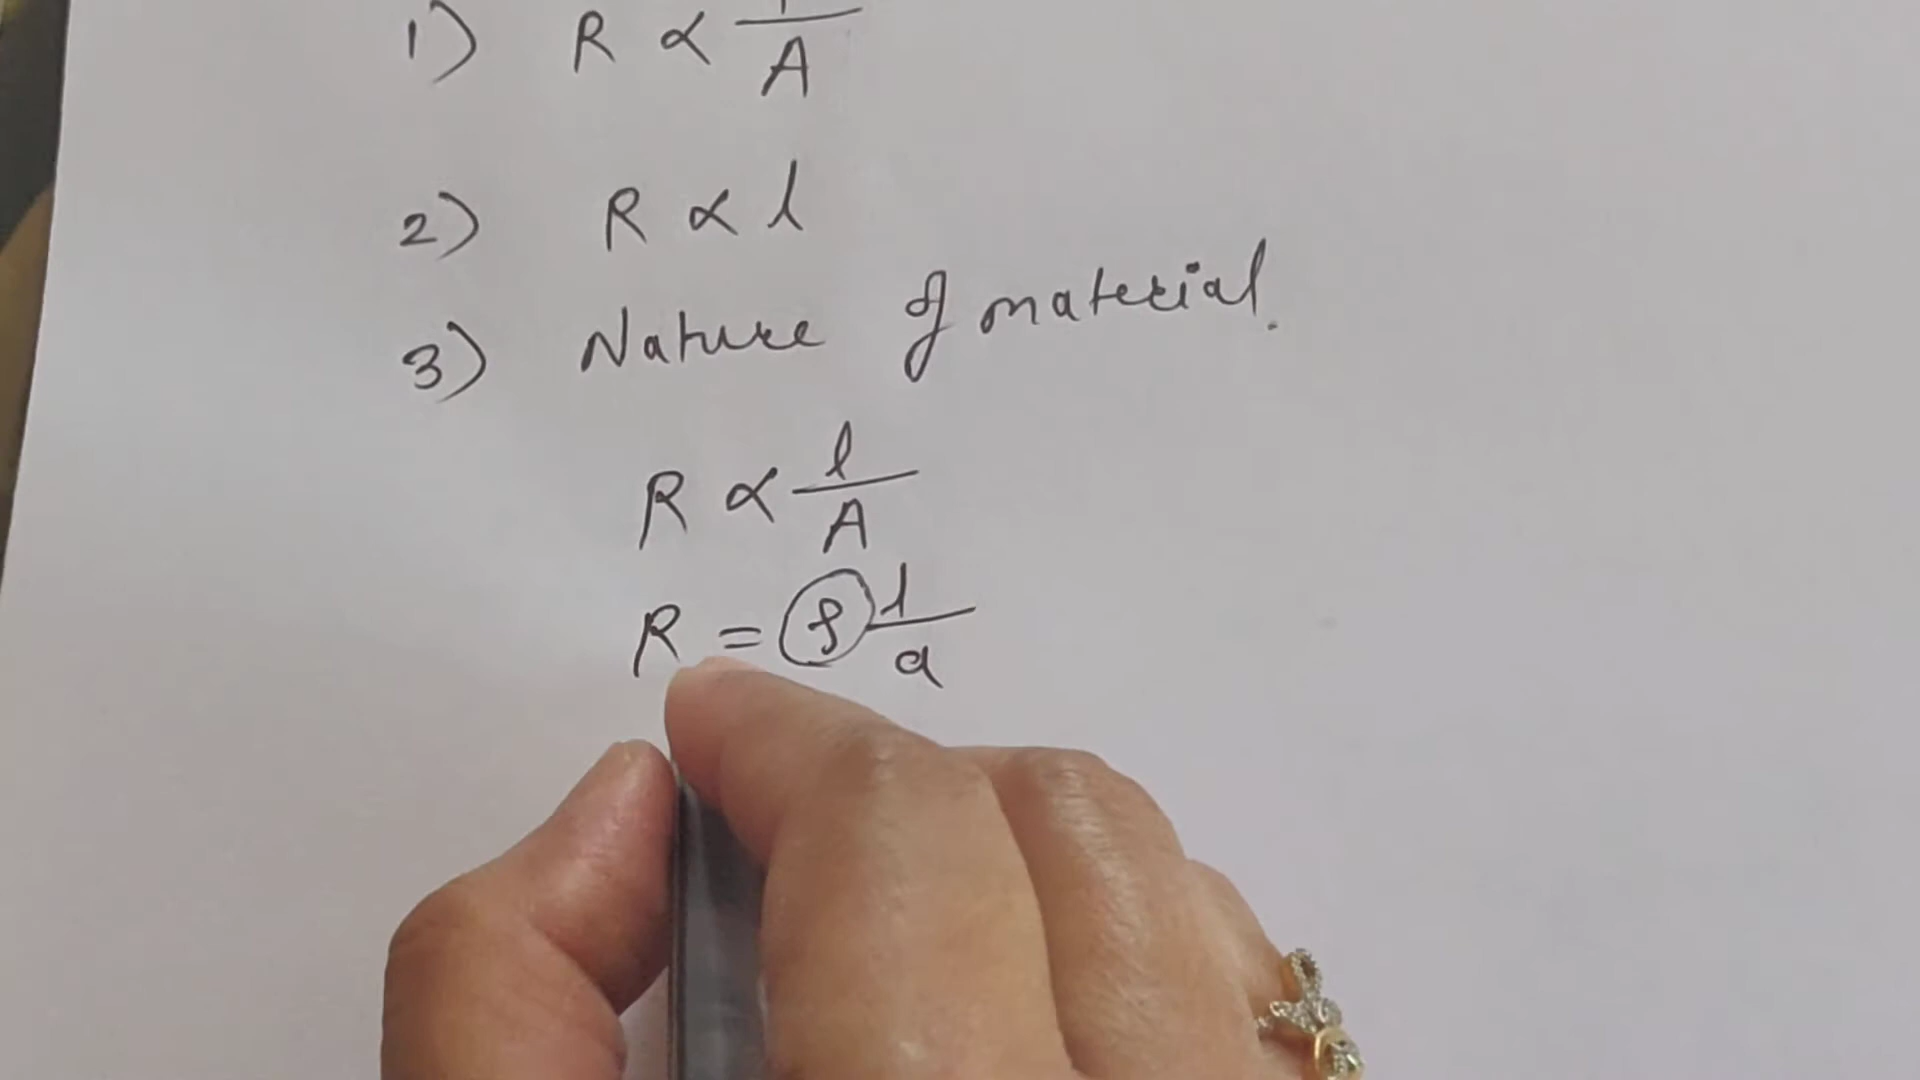 1) R ∝ 1/A
2) R ∝ l
3) Nature of material.
R ∝ l/A
R = ρ l/a